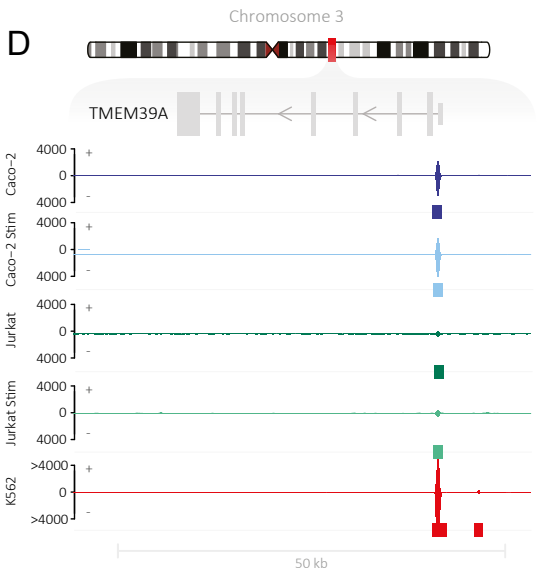 D
Chromosome 3
TMEM39A
Caco−2
4000
0
4000
+
-
Caco−2 Stim
4000
0
4000
+
-
Jurkat
4000
0
4000
+
-
Jurkat Stim
4000
0
4000
+
-
K562
>4000
0
>4000
+
-
50 kb